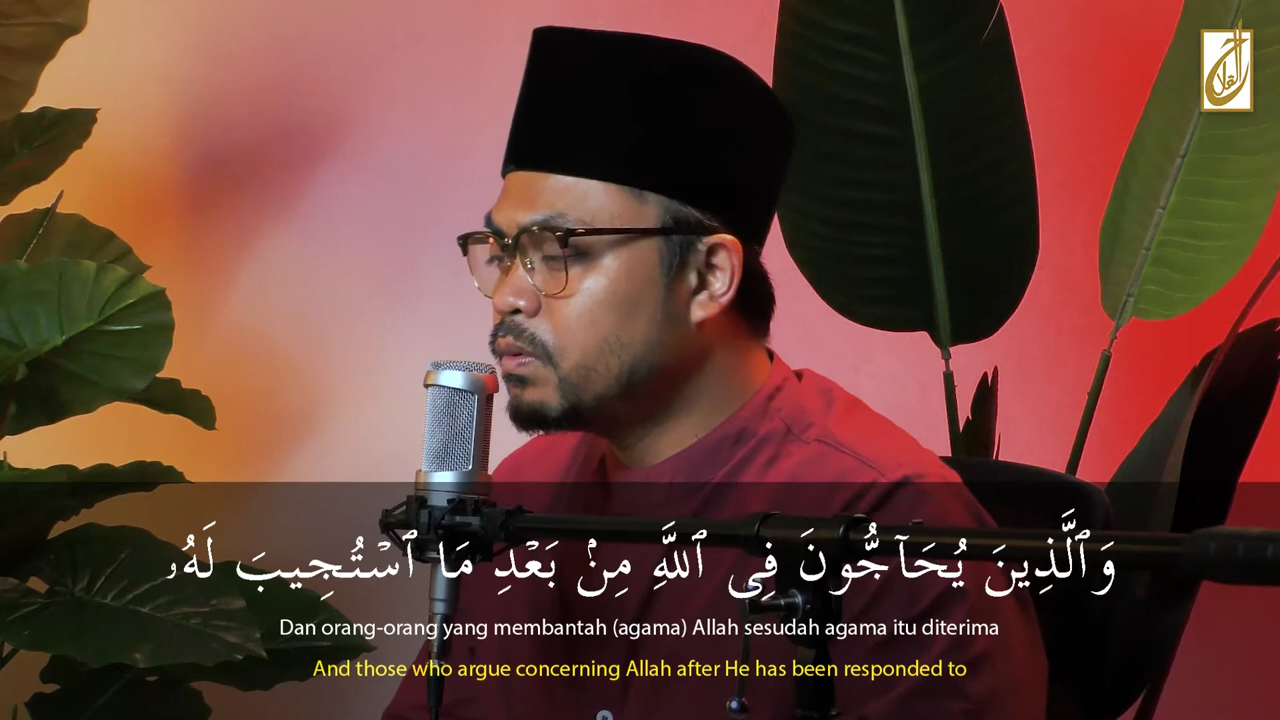 وَٱلَّذِينَ يُحَآجُّونَ فِى ٱللَّهِ مِنۢ بَعْدِ مَا ٱسْتُجِيبَ لَهُۥ
Dan orang-orang yang membantah (agama) Allah sesudah agama itu diterima
And those who argue concerning Allah after He has been responded to